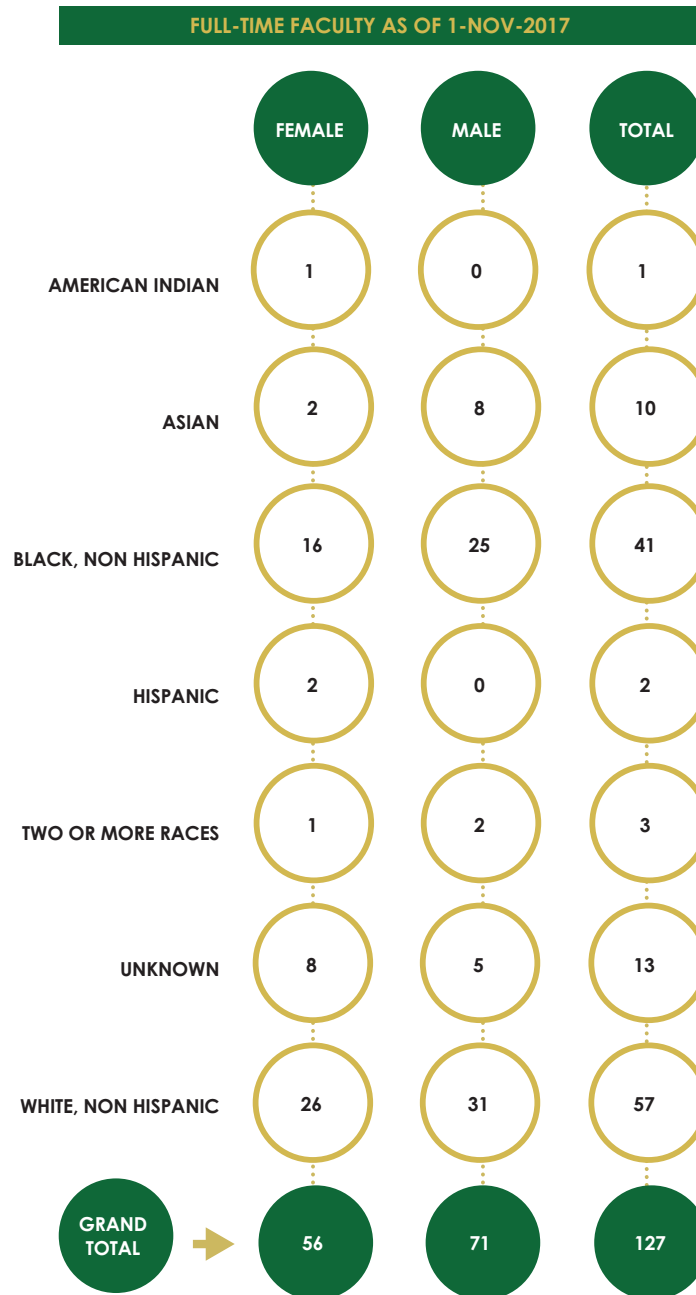 FULL-TIME FACULTY AS OF 1-NOV-2017
FEMALE MALE TOTAL
AMERICAN INDIAN 1 0 1
ASIAN 2 8 10
BLACK, NON HISPANIC 16 25 41
HISPANIC 2 0 2
TWO OR MORE RACES 1 2 3
UNKNOWN 8 5 13
WHITE, NON HISPANIC 26 31 57
GRAND
TOTAL 56 71 127